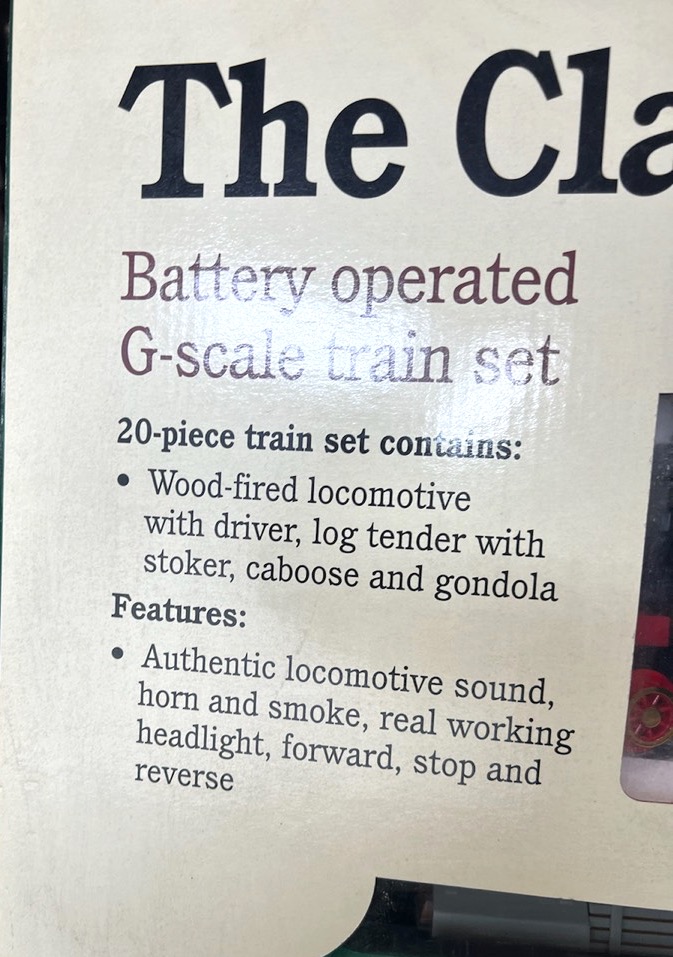 The Cla
Battery operated
G-scale train set
20-piece train set contains:
• Wood-fired locomotive
with driver, log tender with
stoker, caboose and gondola
Features:
• Authentic locomotive sound,
horn and smoke, real working
headlight, forward, stop and
reverse